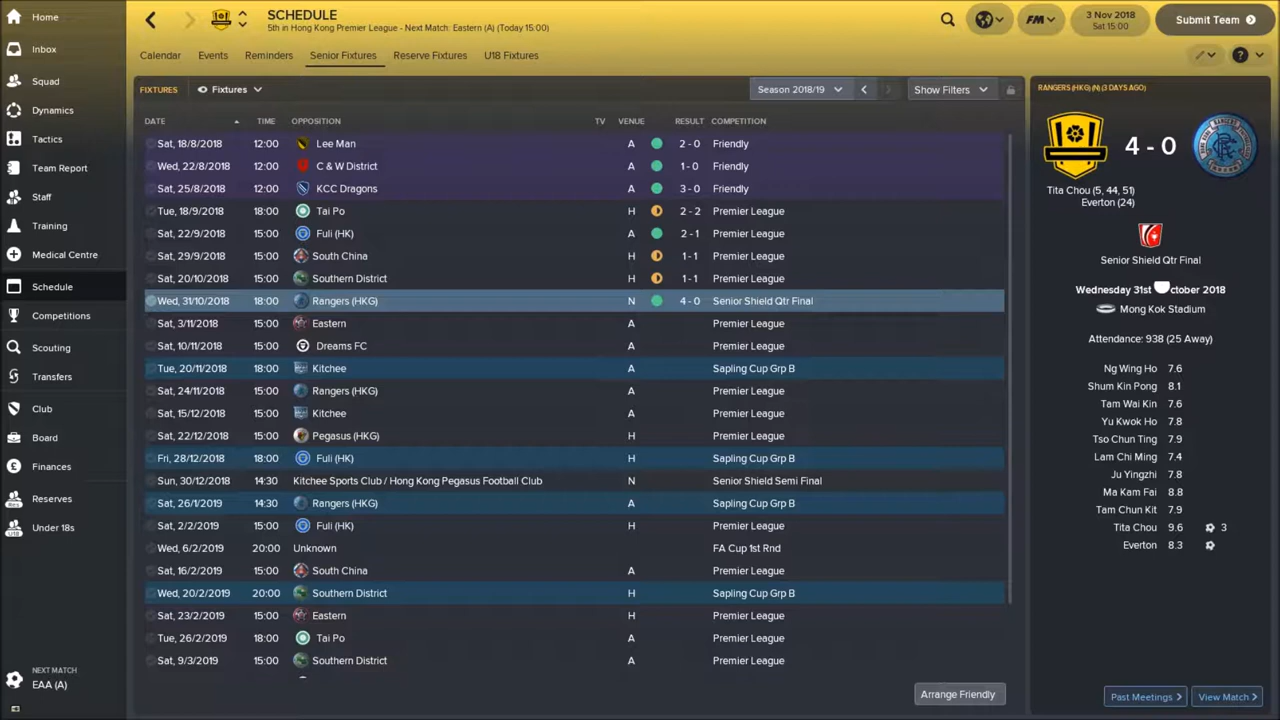 Home
Inbox
Squad
Dynamics
Tactics
Team Report
Staff
Training
Medical Centre
Schedule
Competitions
Scouting
Transfers
Club
Board
Finances
Reserves
Under 18s
NEXT MATCH
EAA (A)
SCHEDULE
5th in Hong Kong Premier League - Next Match: Eastern (A) (Today 15:00)
FM
3 Nov 2018
Sat 15:00
Submit Team
Calendar Events Reminders Senior Fixtures Reserve Fixtures U18 Fixtures
FIXTURES Fixtures Season 2018/19 Show Filters
DATE TIME OPPOSITION TV VENUE RESULT COMPETITION
Sat, 18/8/2018 12:00 Lee Man A 2 - 0 Friendly
Wed, 22/8/2018 12:00 C & W District A 1 - 0 Friendly
Sat, 25/8/2018 12:00 KCC Dragons A 3 - 0 Friendly
Tue, 18/9/2018 18:00 Tai Po H 2 - 2 Premier League
Sat, 22/9/2018 15:00 Fuli (HK) A 2 - 1 Premier League
Sat, 29/9/2018 15:00 South China H 1 - 1 Premier League
Sat, 20/10/2018 15:00 Southern District H 1 - 1 Premier League
Wed, 31/10/2018 18:00 Rangers (HKG) N 4 - 0 Senior Shield Qtr Final
Sat, 3/11/2018 15:00 Eastern A Premier League
Sat, 10/11/2018 15:00 Dreams FC A Premier League
Tue, 20/11/2018 18:00 Kitchee A Sapling Cup Grp B
Sat, 24/11/2018 15:00 Rangers (HKG) A Premier League
Sat, 15/12/2018 15:00 Kitchee A Premier League
Sat, 22/12/2018 15:00 Pegasus (HKG) H Premier League
Fri, 28/12/2018 18:00 Fuli (HK) H Sapling Cup Grp B
Sun, 30/12/2018 14:30 Kitchee Sports Club / Hong Kong Pegasus Football Club N Senior Shield Semi Final
Sat, 26/1/2019 14:30 Rangers (HKG) A Sapling Cup Grp B
Sat, 2/2/2019 15:00 Fuli (HK) H Premier League
Wed, 6/2/2019 20:00 Unknown FA Cup 1st Rnd
Sat, 16/2/2019 15:00 South China A Premier League
Wed, 20/2/2019 20:00 Southern District H Sapling Cup Grp B
Sat, 23/2/2019 15:00 Eastern H Premier League
Tue, 26/2/2019 18:00 Tai Po A Premier League
Sat, 9/3/2019 15:00 Southern District A Premier League
Arrange Friendly
RANGERS (HKG) (N) (3 DAYS AGO)
4 - 0
Tita Chou (5, 44, 51)
Everton (24)
Senior Shield Qtr Final
Wednesday 31st ctober 2018
Mong Kok Stadium
Attendance: 938 (25 Away)
Ng Wing Ho 7.6
Shum Kin Pong 8.1
Tam Wai Kin 7.6
Yu Kwok Ho 7.8
Tso Chun Ting 7.9
Lam Chi Ming 7.4
Ju Yingzhi 7.8
Ma Kam Fai 8.8
Tam Chun Kit 7.9
Tita Chou 9.6 3
Everton 8.3
Past Meetings View Match